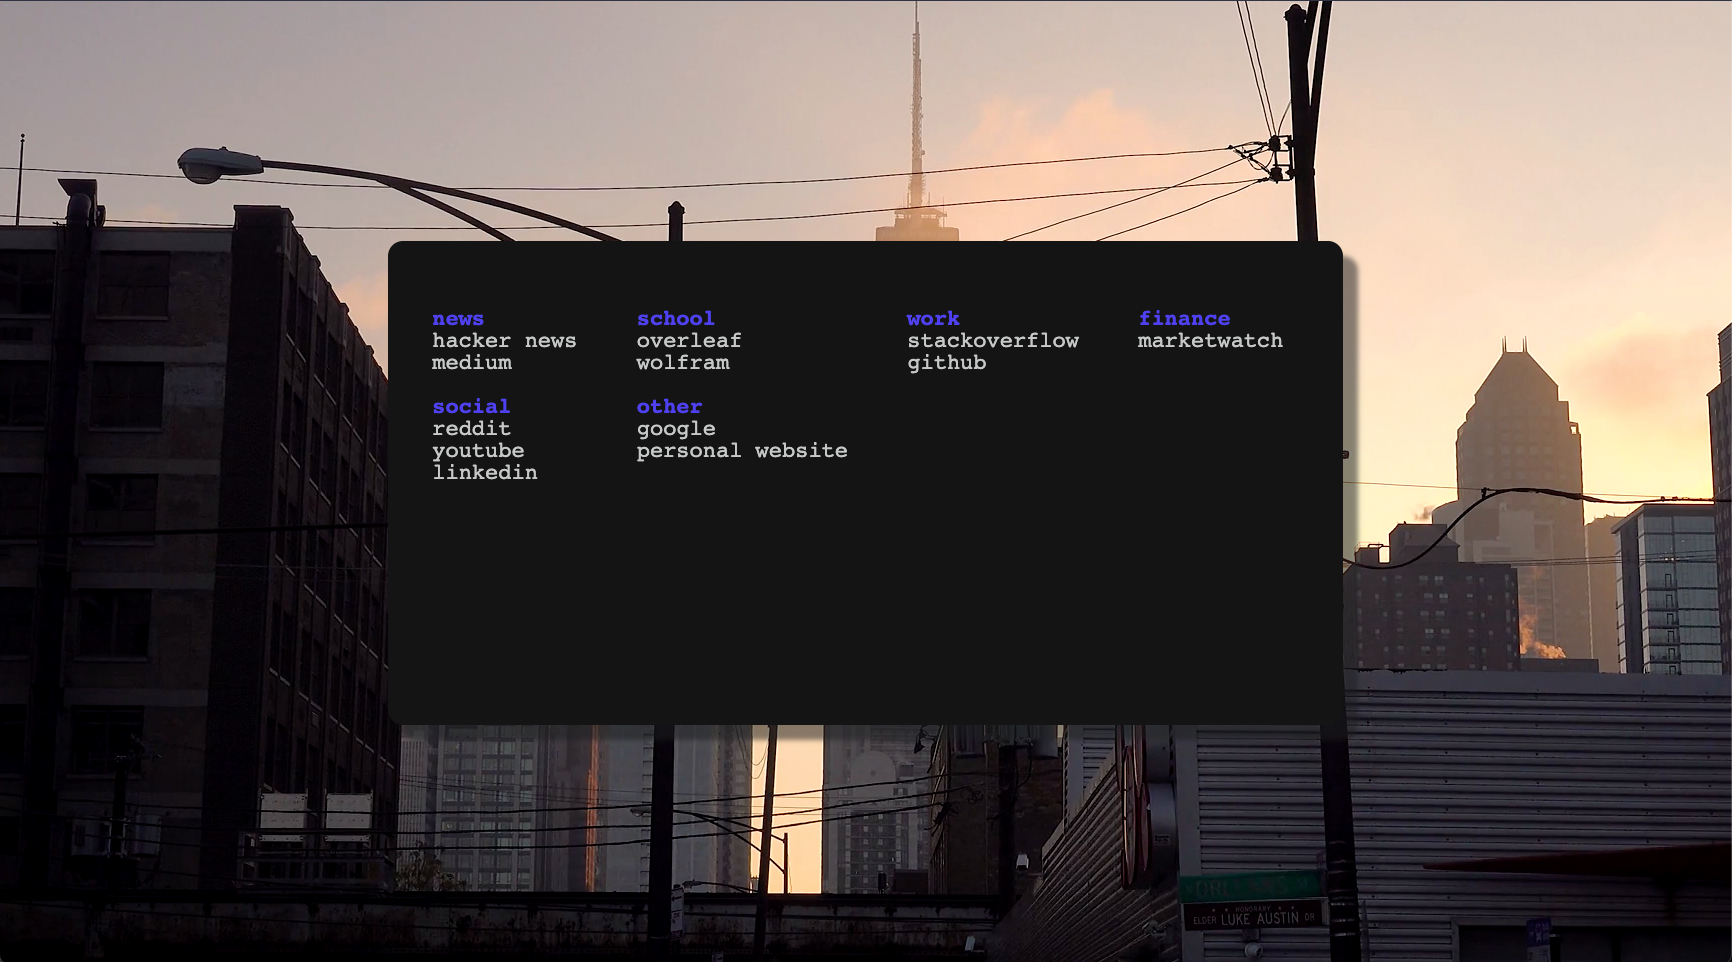 news
hacker news
medium
school
overleaf
wolfram
work
stackoverflow
github
finance
marketwatch
social
reddit
youtube
linkedin
other
google
personal website
HONORARY
ELDER LUKE AUSTIN DR